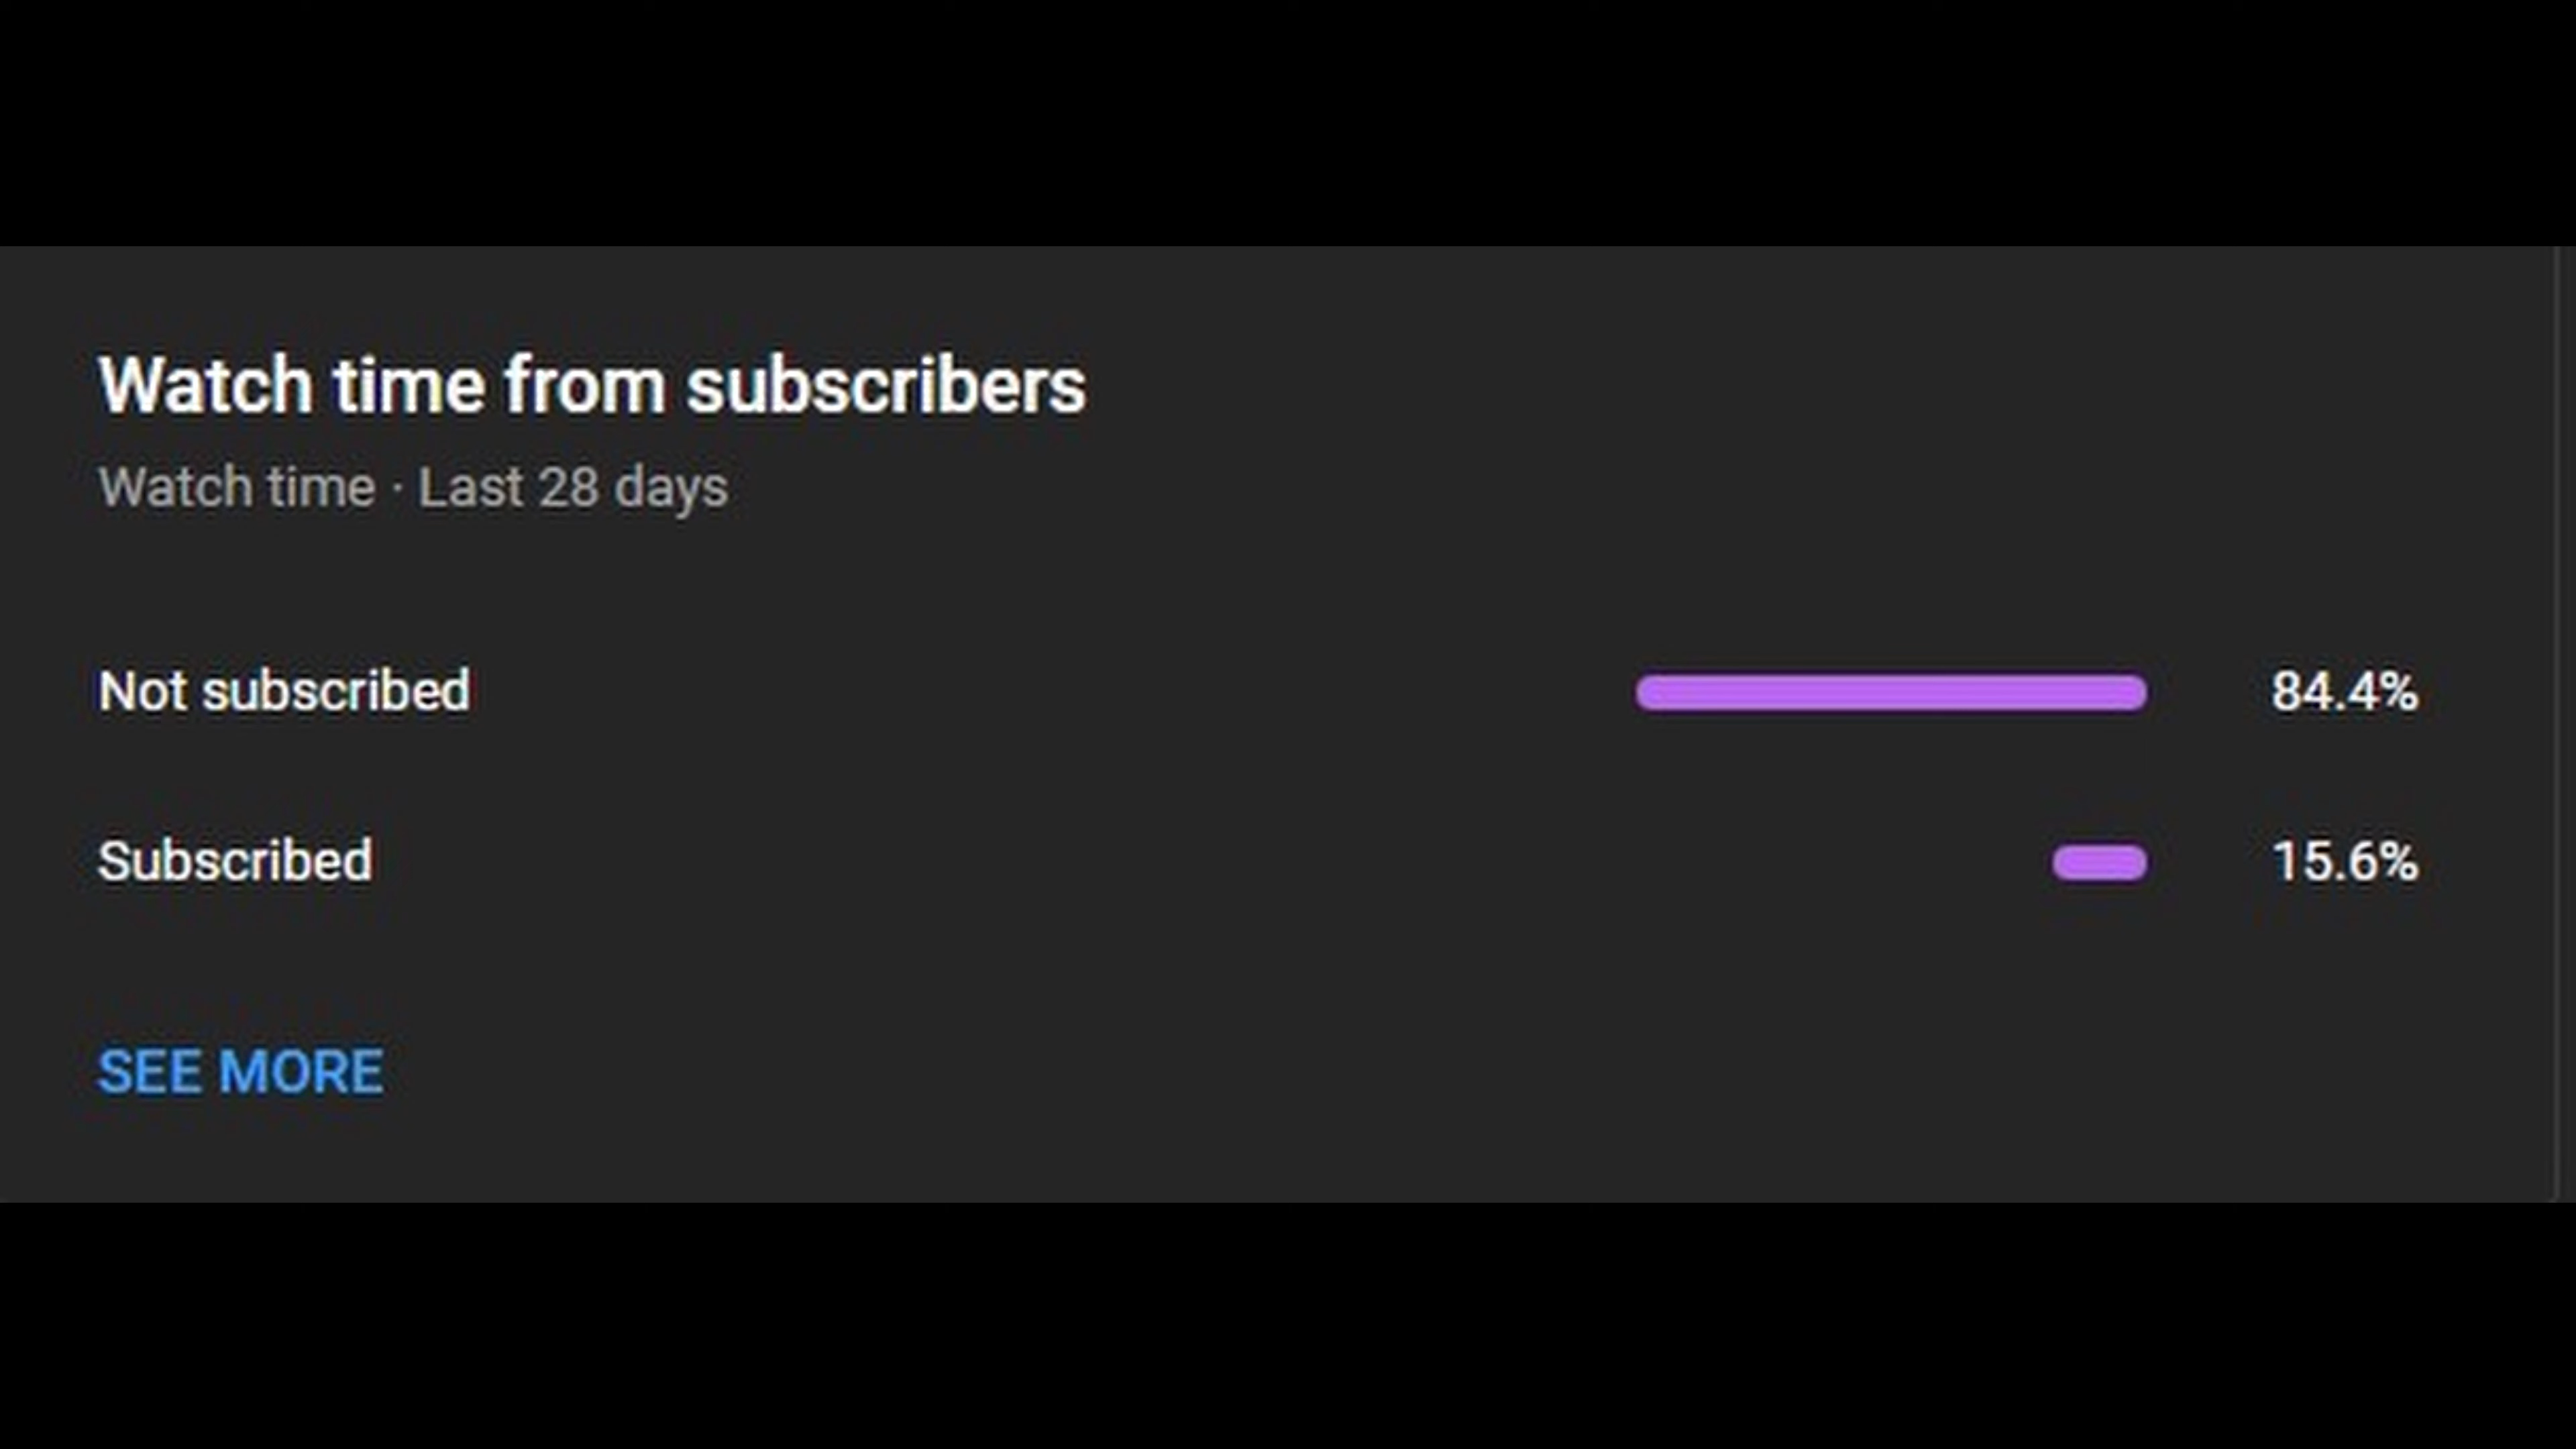 Watch time from subscribers
Watch time · Last 28 days
Not subscribed 84.4%
Subscribed 15.6%
SEE MORE